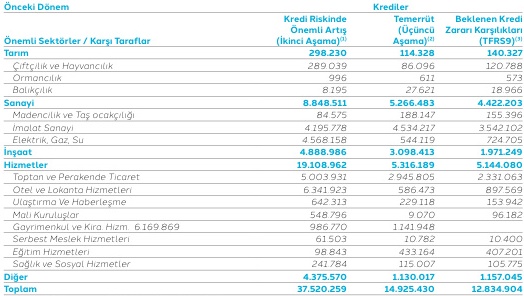 Önceki Dönem Krediler
Kredi Riskinde Temerrüt Beklenen Kredi
Önemli Artış (Üçüncü Zararı Karşılıkları
Önemli Sektörler / Karşı Taraflar (İkinci Aşama)(1) Aşama)(2) (TFRS9)(3)
Tarım 298.230 114.328 140.327
Çiftçilik ve Hayvancılık 289.039 86.096 120.788
Ormancılık 996 611 573
Balıkçılık 8.195 27.621 18.966
Sanayi 8.848.511 5.266.483 4.422.203
Madencilik ve Taş ocakçılığı 84.575 188.147 155.396
İmalat Sanayi 4.195.778 4.534.217 3.542.102
Elektrik, Gaz, Su 4.568.158 544.119 724.705
İnşaat 4.888.986 3.098.413 1.971.249
Hizmetler 19.108.962 5.316.189 5.144.080
Toptan ve Perakende Ticaret 5.003.931 2.945.805 2.331.063
Otel ve Lokanta Hizmetleri 6.341.923 586.473 897.569
Ulaştırma Ve Haberleşme 642.313 229.118 153.942
Mali Kuruluşlar 548.796 9.070 96.182
Gayrimenkul ve Kira. Hizm. 6.169.869 986.770 1.141.948
Serbest Meslek Hizmetleri 61.503 10.782 10.400
Eğitim Hizmetleri 98.843 433.164 407.201
Sağlık ve Sosyal Hizmetler 241.784 115.007 105.775
Diğer 4.375.570 1.130.017 1.157.045
Toplam 37.520.259 14.925.430 12.834.904